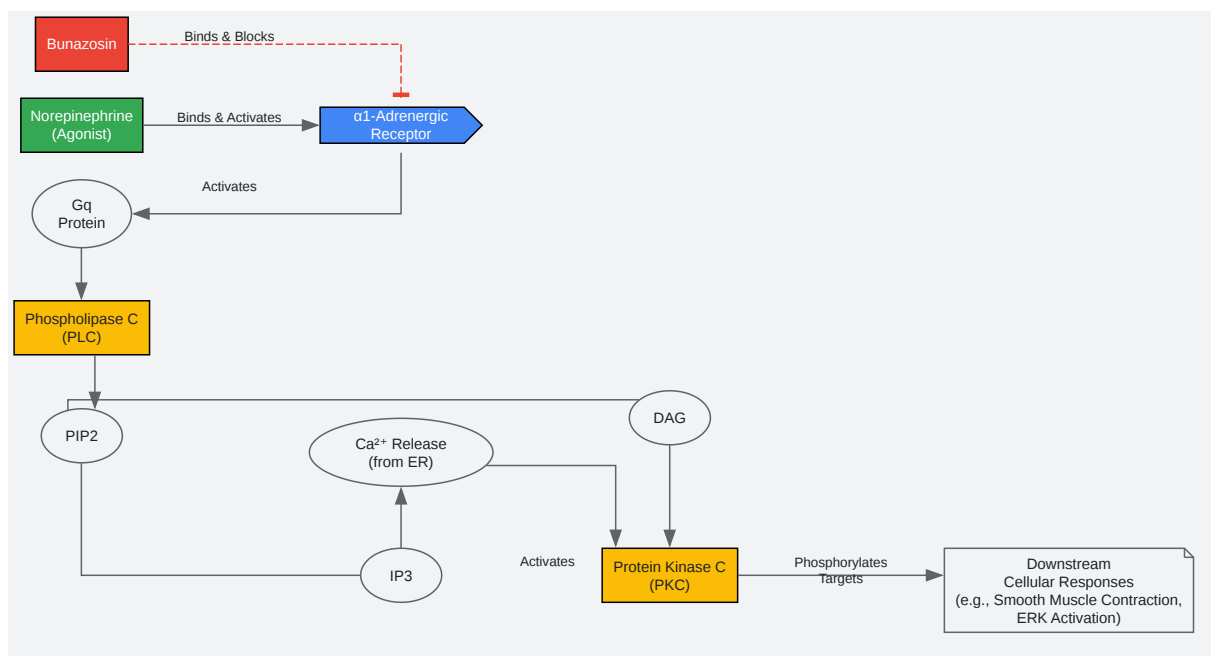 Bunazosin
Binds & Blocks
Norepinephrine
(Agonist)
Binds & Activates
α1-Adrenergic
Receptor
Activates
Gq
Protein
Phospholipase C
(PLC)
PIP2
Ca²⁺ Release
(from ER)
DAG
IP3
Activates
Protein Kinase C
(PKC)
Phosphorylates
Targets
Downstream
Cellular Responses
(e.g., Smooth Muscle Contraction,
ERK Activation)